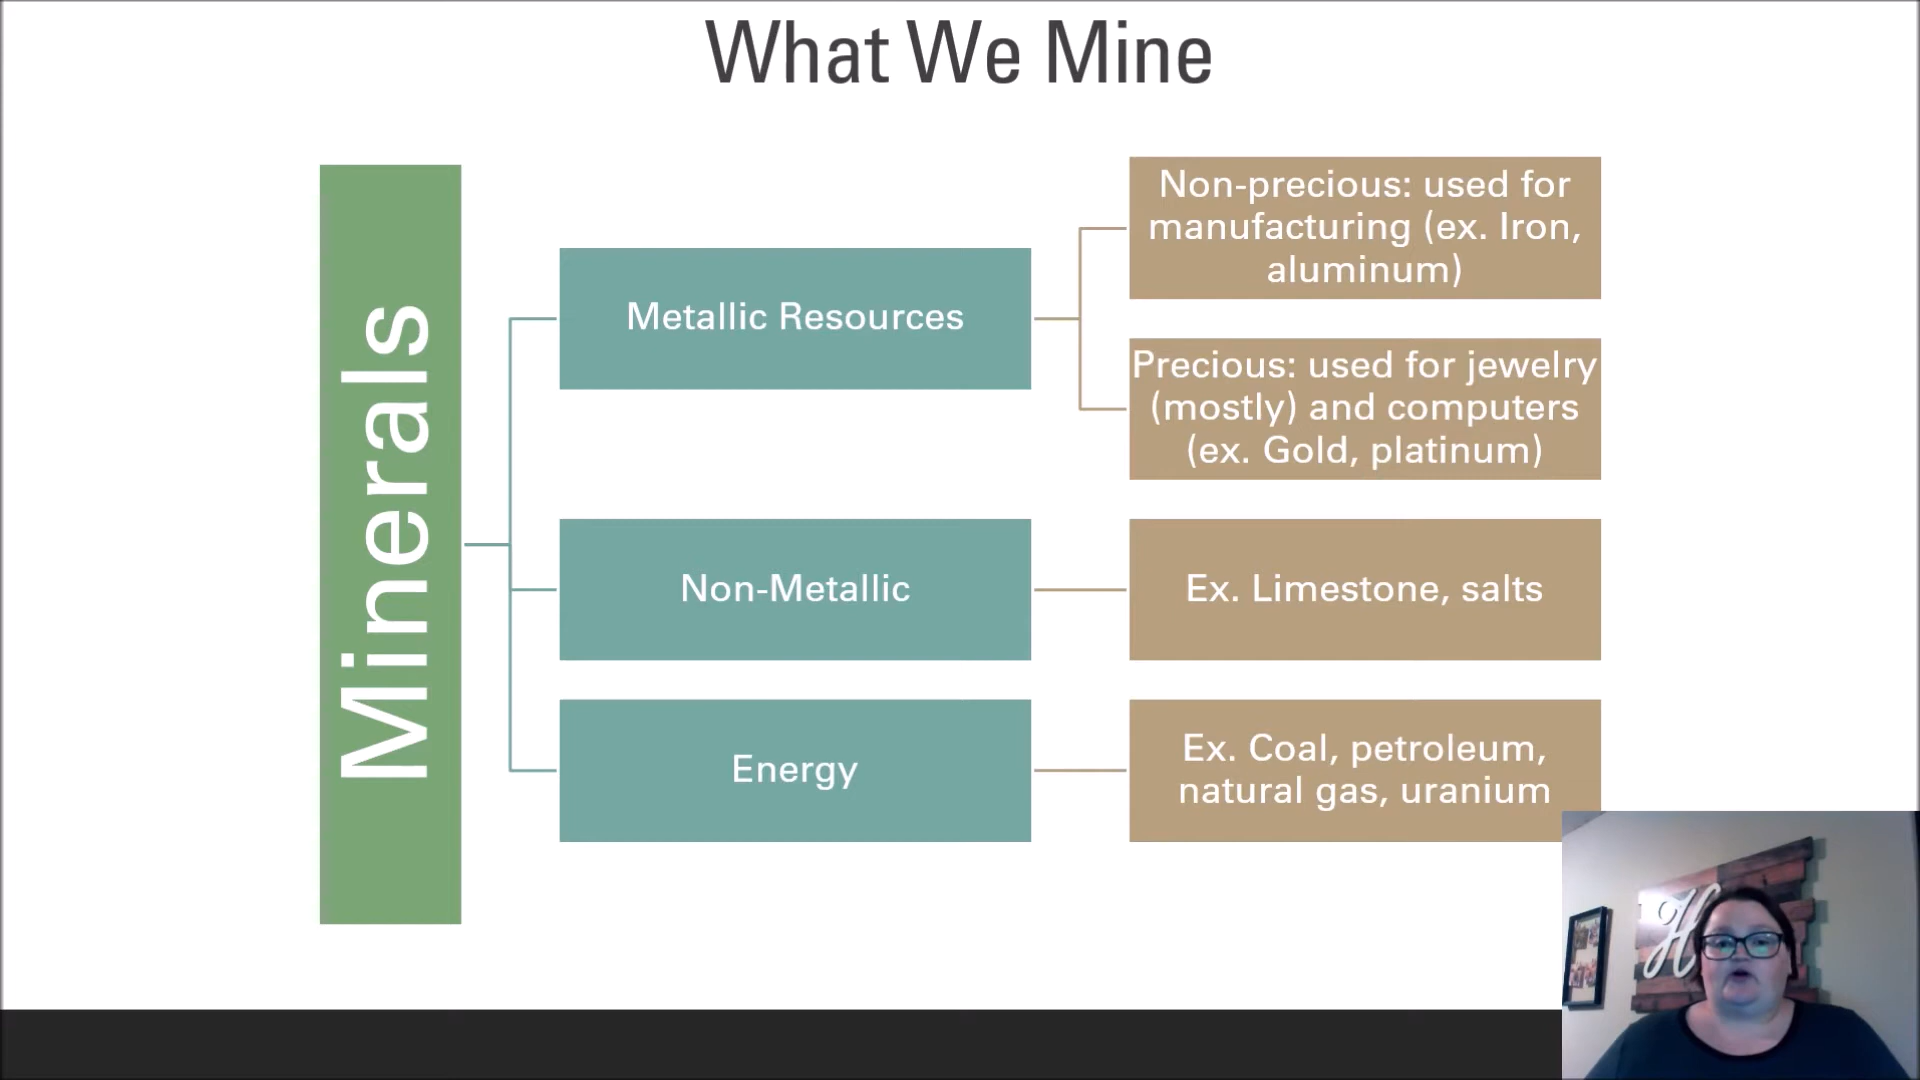 What We Mine
Minerals
Metallic Resources
Non-precious: used for
manufacturing (ex. Iron,
aluminum)
Precious: used for jewelry
(mostly) and computers
(ex. Gold, platinum)
Non-Metallic
Ex. Limestone, salts
Energy
Ex. Coal, petroleum,
natural gas, uranium
H